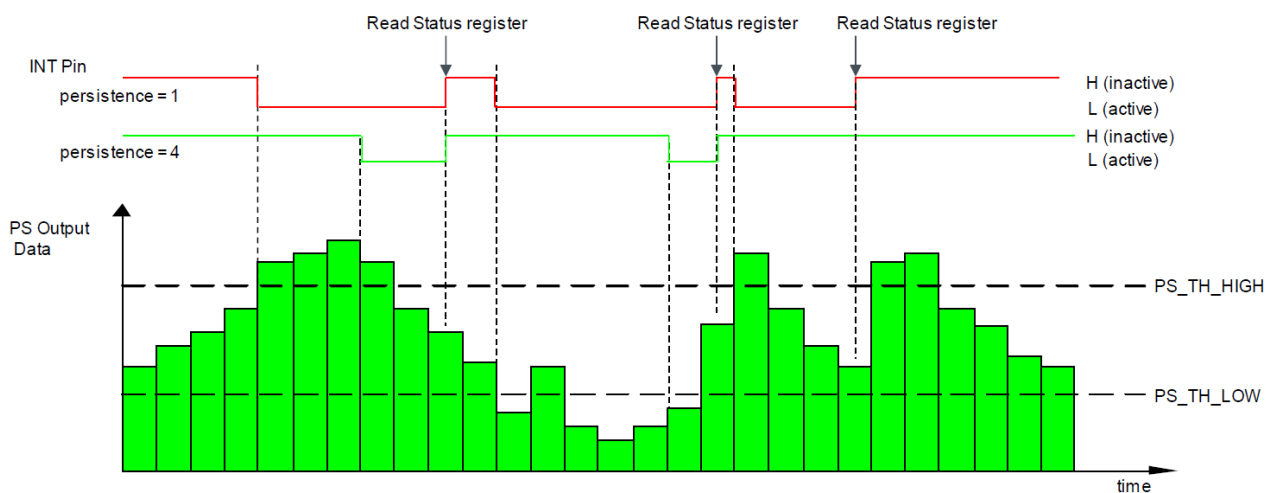 Read Status register
Read Status register
Read Status register
INT Pin
persistence = 1
H (inactive)
L (active)
persistence = 4
H (inactive)
L (active)
PS Output
Data
PS_TH_HIGH
PS_TH_LOW
time